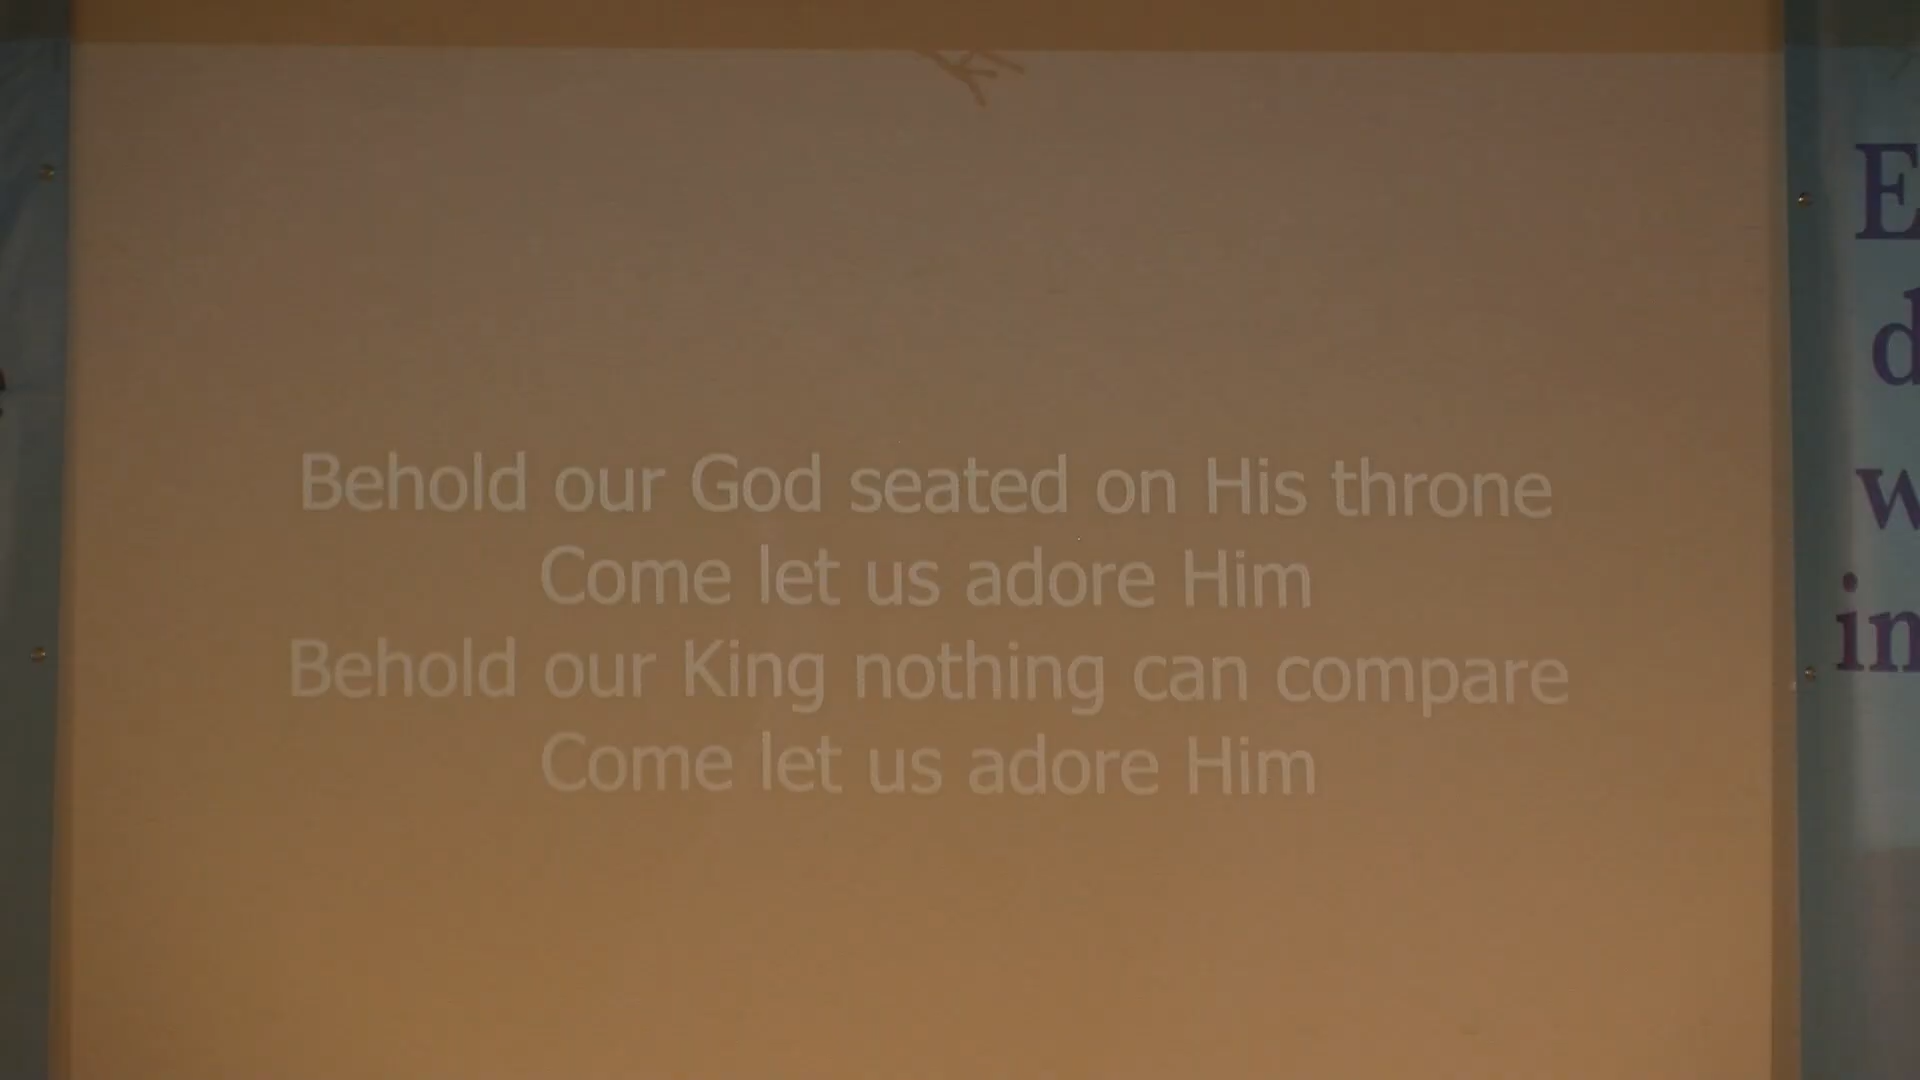 Behold our God seated on His throne
Come let us adore Him
Behold our King nothing can compare
Come let us adore Him